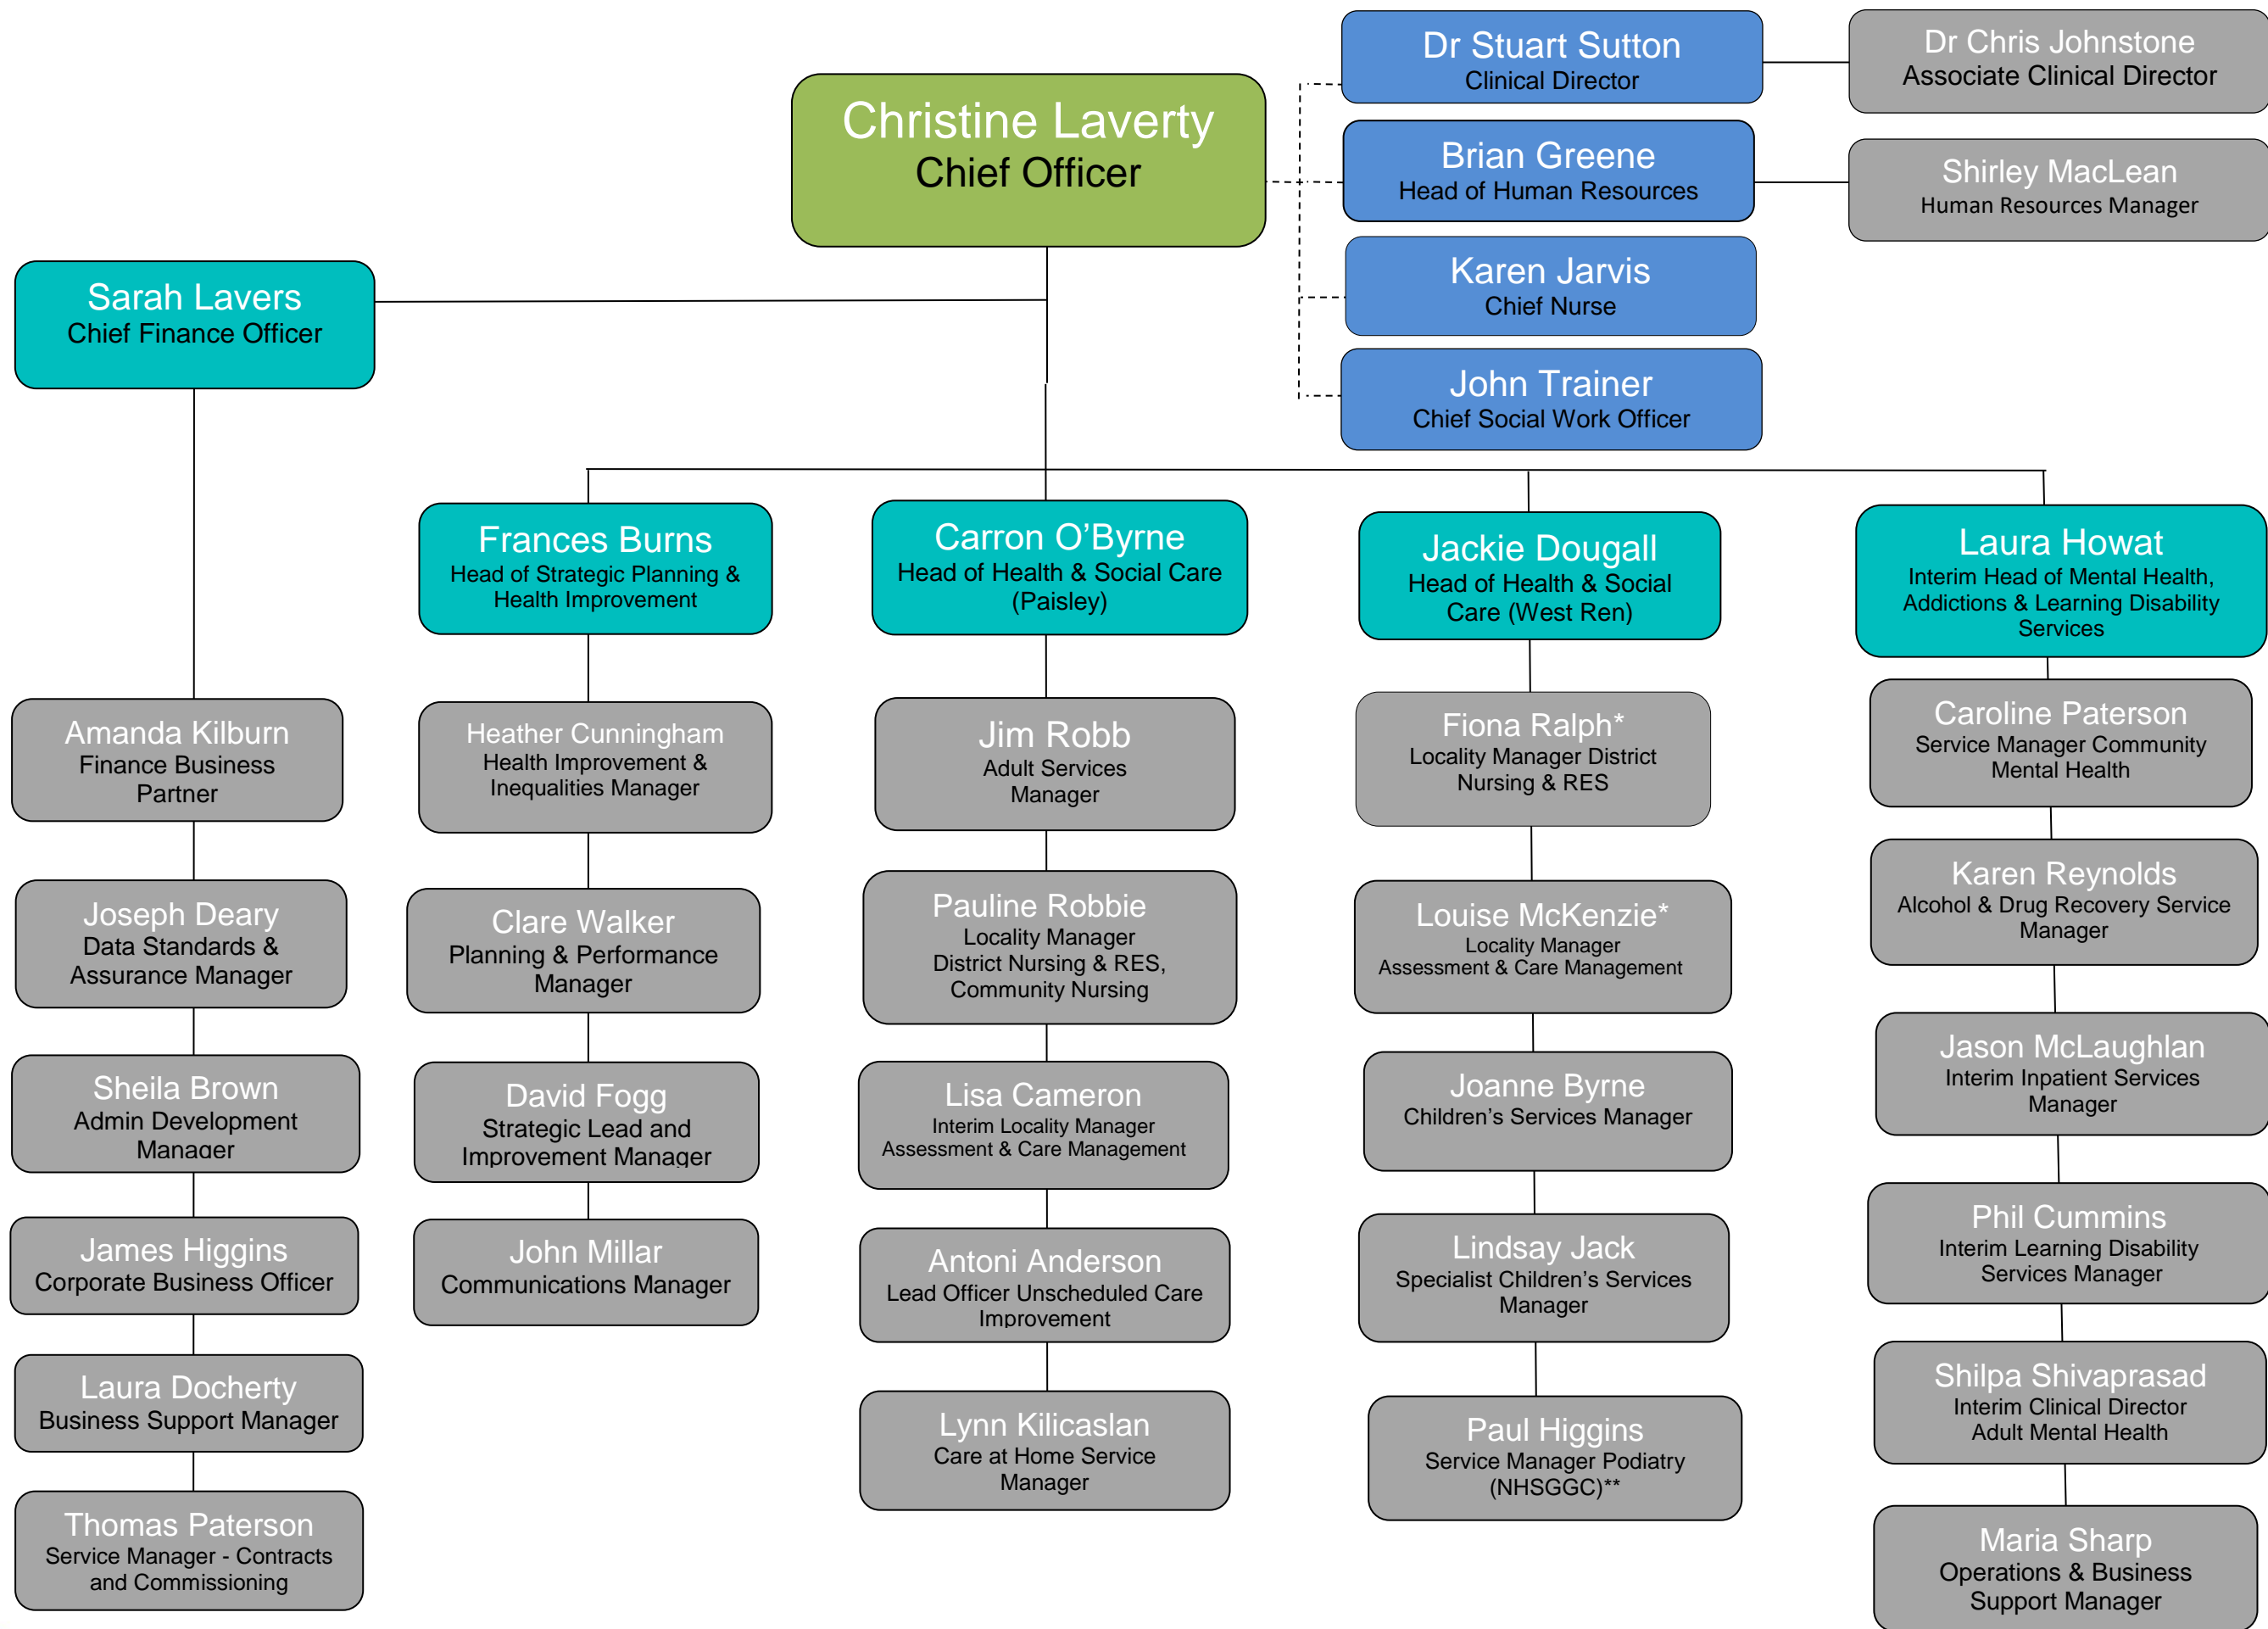 Christine Laverty
Chief Officer
Dr Stuart Sutton
Clinical Director
Dr Chris Johnstone
Associate Clinical Director
Brian Greene
Head of Human Resources
Shirley MacLean
Human Resources Manager
Karen Jarvis
Chief Nurse
John Trainer
Chief Social Work Officer
Sarah Lavers
Chief Finance Officer
Amanda Kilburn
Finance Business
Partner
Joseph Deary
Data Standards &
Assurance Manager
Sheila Brown
Admin Development
Manager
James Higgins
Corporate Business Officer
Laura Docherty
Business Support Manager
Thomas Paterson
Service Manager - Contracts
and Commissioning
Frances Burns
Head of Strategic Planning &
Health Improvement
Heather Cunningham
Health Improvement &
Inequalities Manager
Clare Walker
Planning & Performance
Manager
David Fogg
Strategic Lead and
Improvement Manager
John Millar
Communications Manager
Carron O’Byrne
Head of Health & Social Care
(Paisley)
Jim Robb
Adult Services
Manager
Pauline Robbie
Locality Manager
District Nursing & RES,
Community Nursing
Lisa Cameron
Interim Locality Manager
Assessment & Care Management
Antoni Anderson
Lead Officer Unscheduled Care
Improvement
Lynn Kilicaslan
Care at Home Service
Manager
Jackie Dougall
Head of Health & Social
Care (West Ren)
Fiona Ralph*
Locality Manager District
Nursing & RES
Louise McKenzie*
Locality Manager
Assessment & Care Management
Joanne Byrne
Children’s Services Manager
Lindsay Jack
Specialist Children’s Services
Manager
Paul Higgins
Service Manager Podiatry
(NHSGGC)**
Laura Howat
Interim Head of Mental Health,
Addictions & Learning Disability
Services
Caroline Paterson
Service Manager Community
Mental Health
Karen Reynolds
Alcohol & Drug Recovery Service
Manager
Jason McLaughlan
Interim Inpatient Services
Manager
Phil Cummins
Interim Learning Disability
Services Manager
Shilpa Shivaprasad
Interim Clinical Director
Adult Mental Health
Maria Sharp
Operations & Business
Support Manager